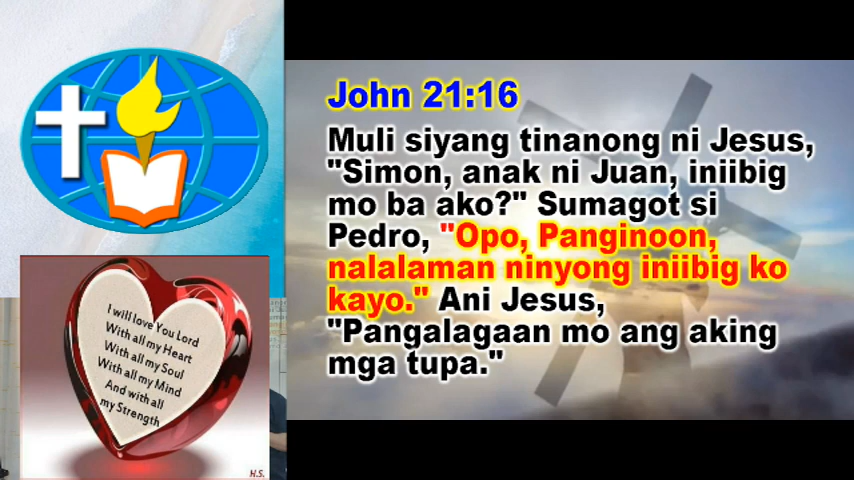 John 21:16
Muli siyang tinanong ni Jesus,
"Simon, anak ni Juan, iniibig
mo ba ako?" Sumagot si
Pedro, "Opo, Panginoon,
nalalaman ninyong iniibig ko
kayo." Ani Jesus,
"Pangalagaan mo ang aking
mga tupa."
I will love You Lord
With all my Heart
With all my Soul
With all my Mind
And with all
my Strength
H.S.